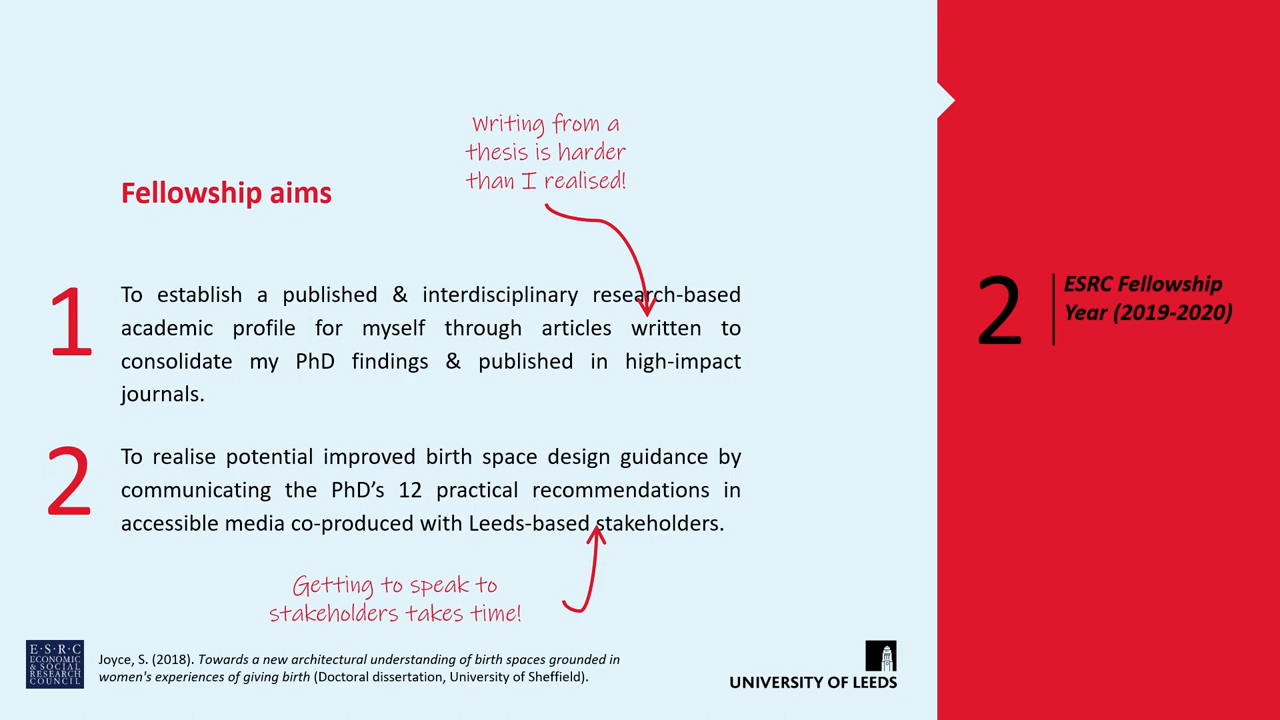 Writing from a
thesis is harder
than I realised!
Fellowship aims
1
To establish a published & interdisciplinary research-based
academic profile for myself through articles written to
consolidate my PhD findings & published in high-impact
journals.
2
To realise potential improved birth space design guidance by
communicating the PhD's 12 practical recommendations in
accessible media co-produced with Leeds-based stakeholders.
Getting to speak to
stakeholders takes time!
E·S·R·C
ECONOMIC
& SOCIAL
RESEARCH
COUNCIL
Joyce, S. (2018). Towards a new architectural understanding of birth spaces grounded in
women's experiences of giving birth (Doctoral dissertation, University of Sheffield).
UNIVERSITY OF LEEDS
2
ESRC Fellowship
Year (2019-2020)